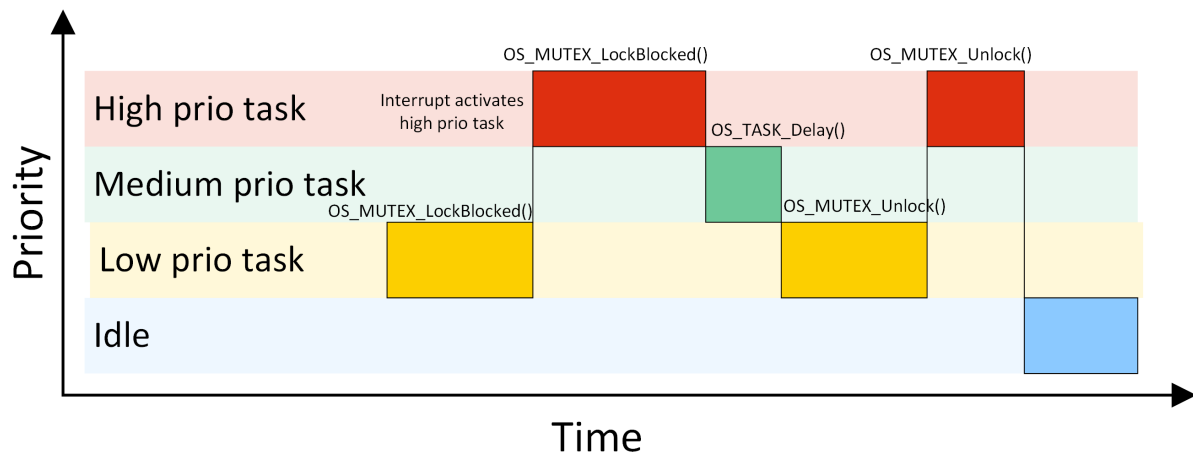 OS_MUTEX_LockBlocked()
OS_MUTEX_Unlock()
High prio task
Interrupt activates
high prio task
OS_TASK_Delay()
Medium prio task
OS_MUTEX_LockBlocked()
OS_MUTEX_Unlock()
Low prio task
Idle
Priority
Time